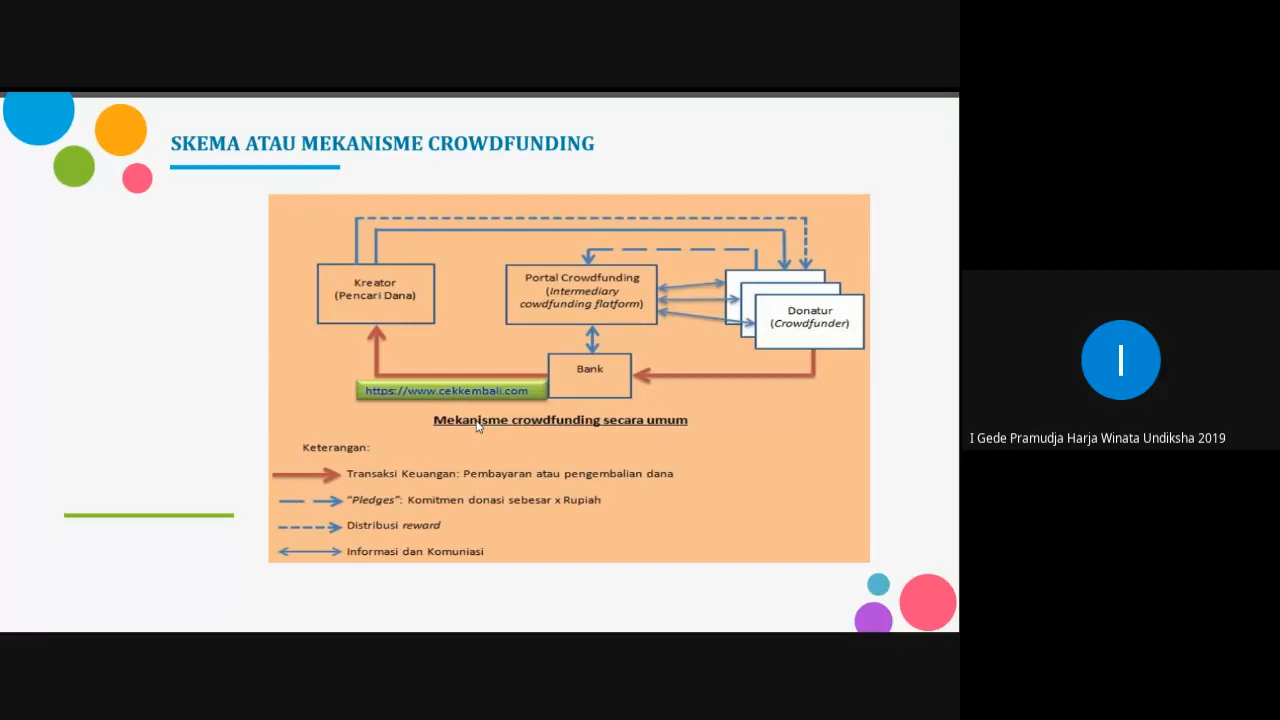 SKEMA ATAU MEKANISME CROWDFUNDING
Kreator
(Pencari Dana)
Portal Crowdfunding
(Intermediary
cowdfunding flatform)
Donatur
(Crowdfunder)
Bank
https://www.cekkembali.com
Mekanisme crowdfunding secara umum
Keterangan:
Transaksi Keuangan: Pembayaran atau pengembalian dana
"Pledges": Komitmen donasi sebesar x Rupiah
Distribusi reward
Informasi dan Komuniasi
I
I Gede Pramudja Harja Winata Undiksha 2019